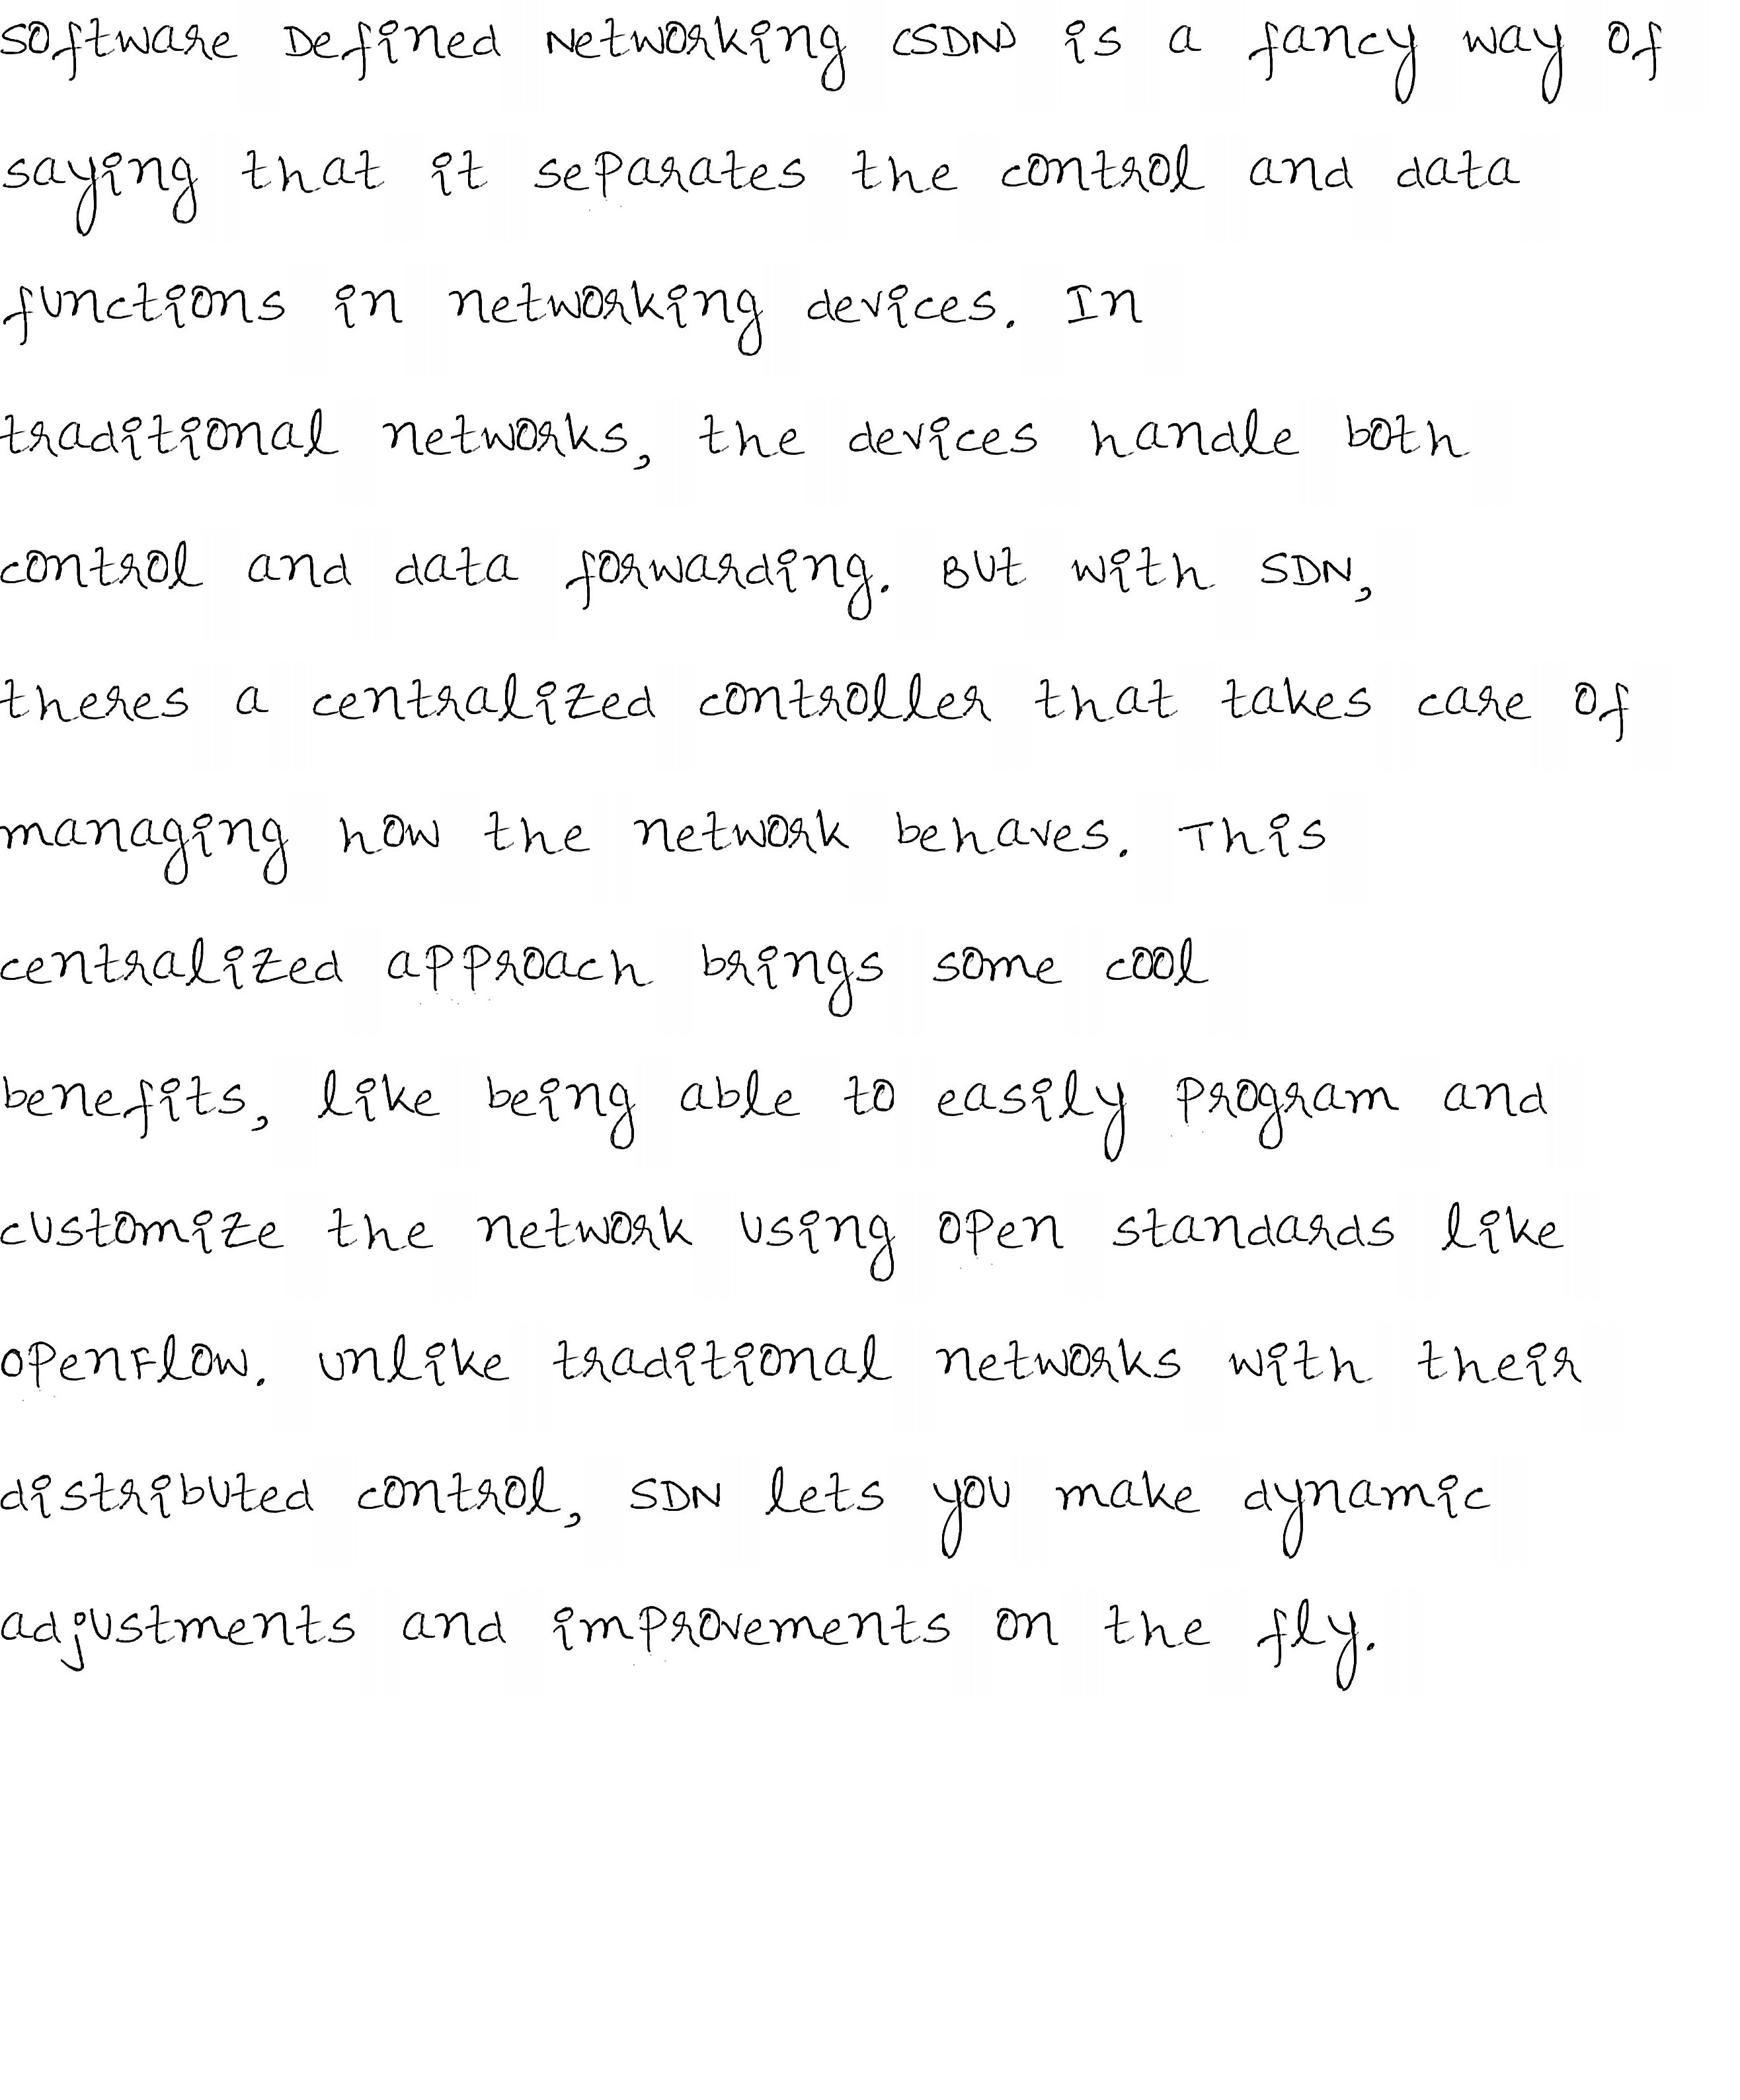 Software Defined Networking (SDN) is a fancy way of
saying that it separates the control and data
functions in networking devices. In
traditional networks, the devices handle both
control and data forwarding. But with SDN,
theres a centralized controller that takes care of
managing how the network behaves. This
centralized approach brings some cool
benefits, like being able to easily program and
customize the network using open standards like
OpenFlow. Unlike traditional networks with their
distributed control, SDN lets you make dynamic
adjustments and improvements on the fly.